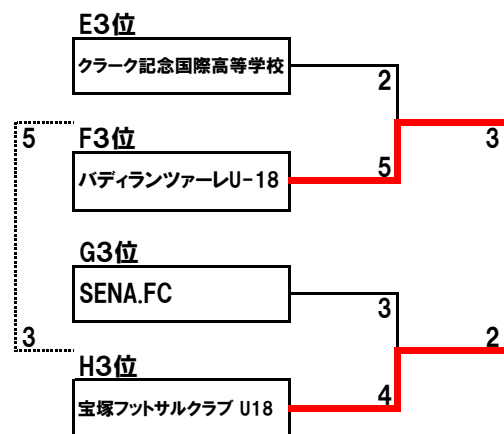 E3位
クラーク記念国際高等学校
2
5
F3位
3
バディランツァーレU-18
5
G3位
SENA.FC
3
3
2
H3位
宝塚フットサルクラブ U18
4